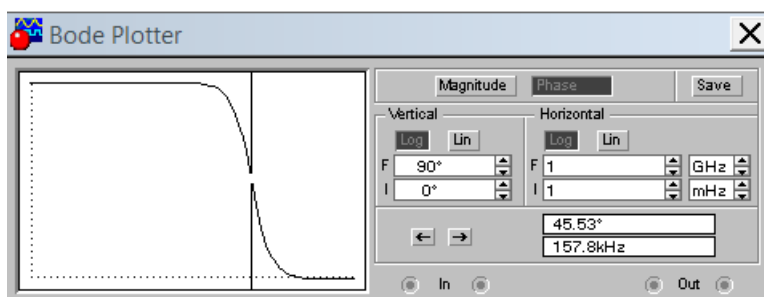 Bode Plotter
Magnitude Phase Save
Vertical Horizontal
Log Lin Log Lin
F 90° F 1 GHz
I 0° I 1 mHz
45.53°
157.8kHz
In Out